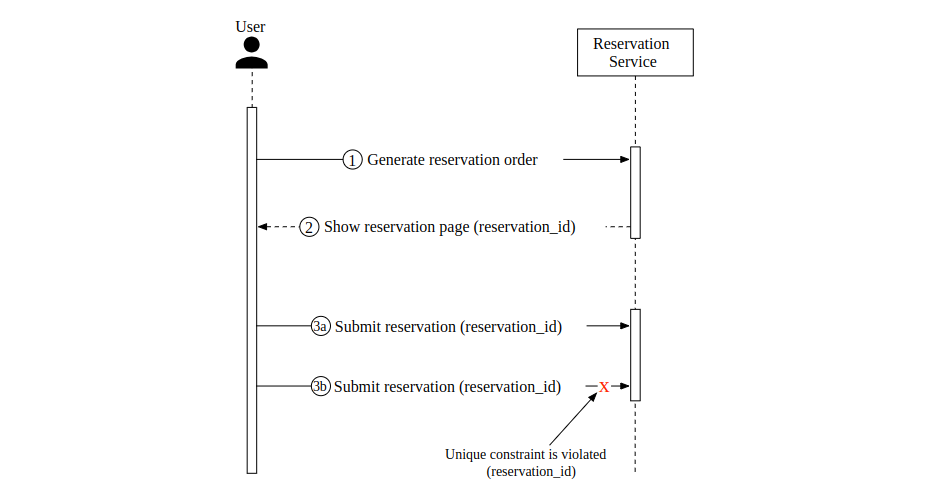 User
Reservation
Service
1 Generate reservation order
2 Show reservation page (reservation_id)
3a Submit reservation (reservation_id)
3b Submit reservation (reservation_id) X
Unique constraint is violated
(reservation_id)